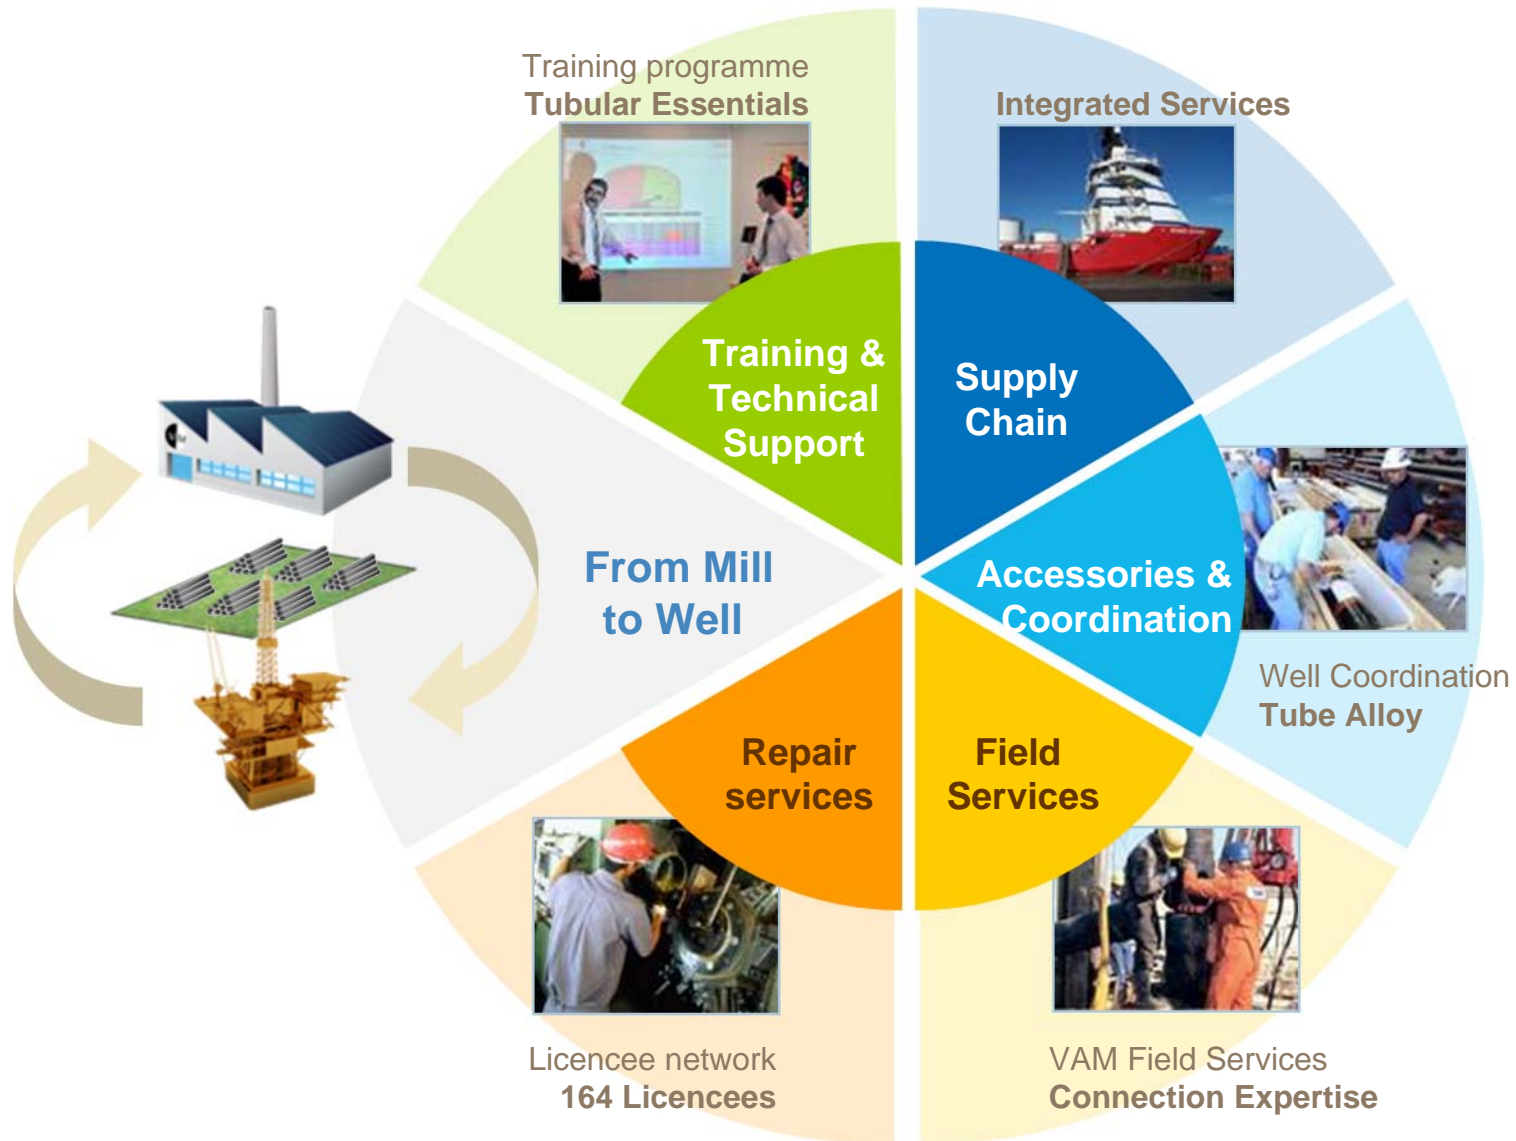 Training programme
Tubular Essentials
Integrated Services
Training &
Technical
Support
Supply
Chain
From Mill
to Well
Accessories &
Coordination
Well Coordination
Tube Alloy
Repair
services
Field
Services
Licencee network
164 Licencees
VAM Field Services
Connection Expertise